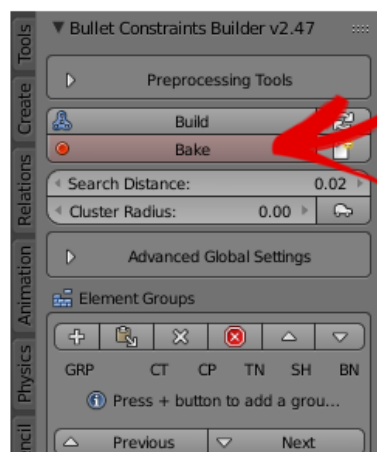 Bullet Constraints Builder v2.47
Preprocessing Tools
Build
Bake
Search Distance: 0.02
Cluster Radius: 0.00
Advanced Global Settings
Element Groups
GRP CT CP TN SH BN
Press + button to add a grou...
Previous Next
Tools
Create
Relations
Animation
Physics
ncil